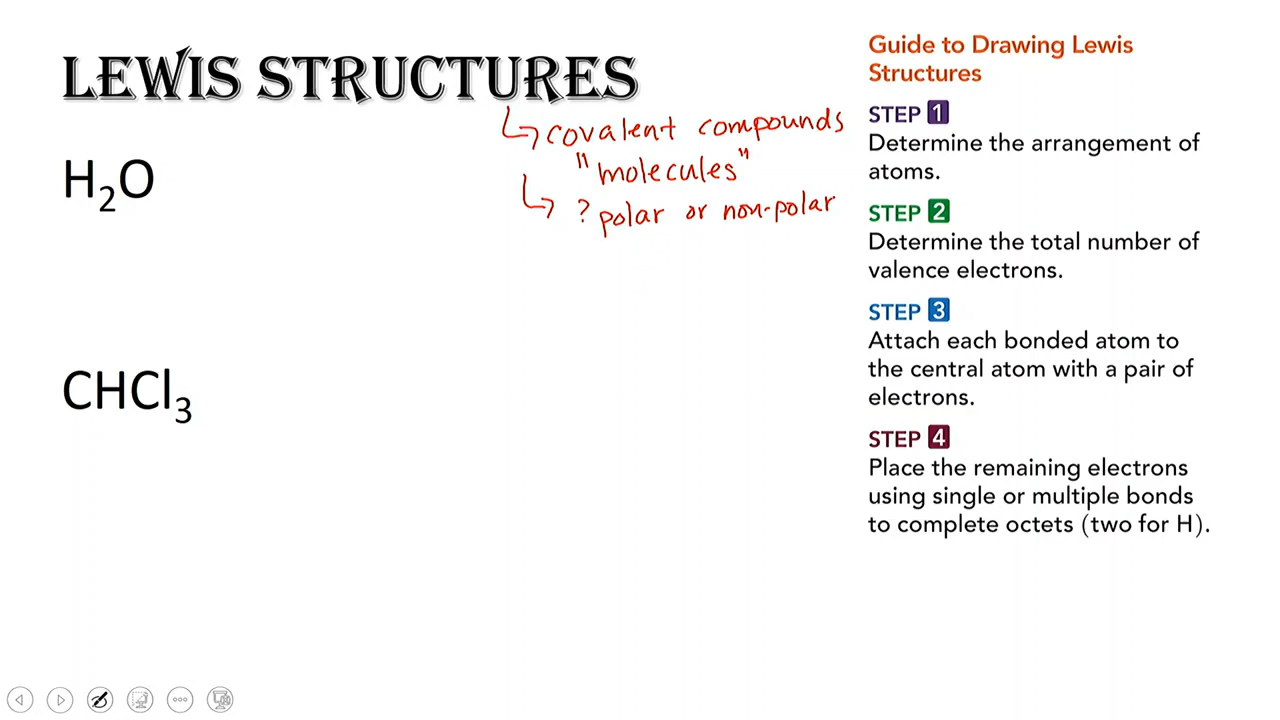 LEWIS STRUCTURES
covalent compounds
"molecules"
? polar or non-polar
H₂O
CHCl₃
Guide to Drawing Lewis
Structures
STEP 1
Determine the arrangement of
atoms.
STEP 2
Determine the total number of
valence electrons.
STEP 3
Attach each bonded atom to
the central atom with a pair of
electrons.
STEP 4
Place the remaining electrons
using single or multiple bonds
to complete octets (two for H).